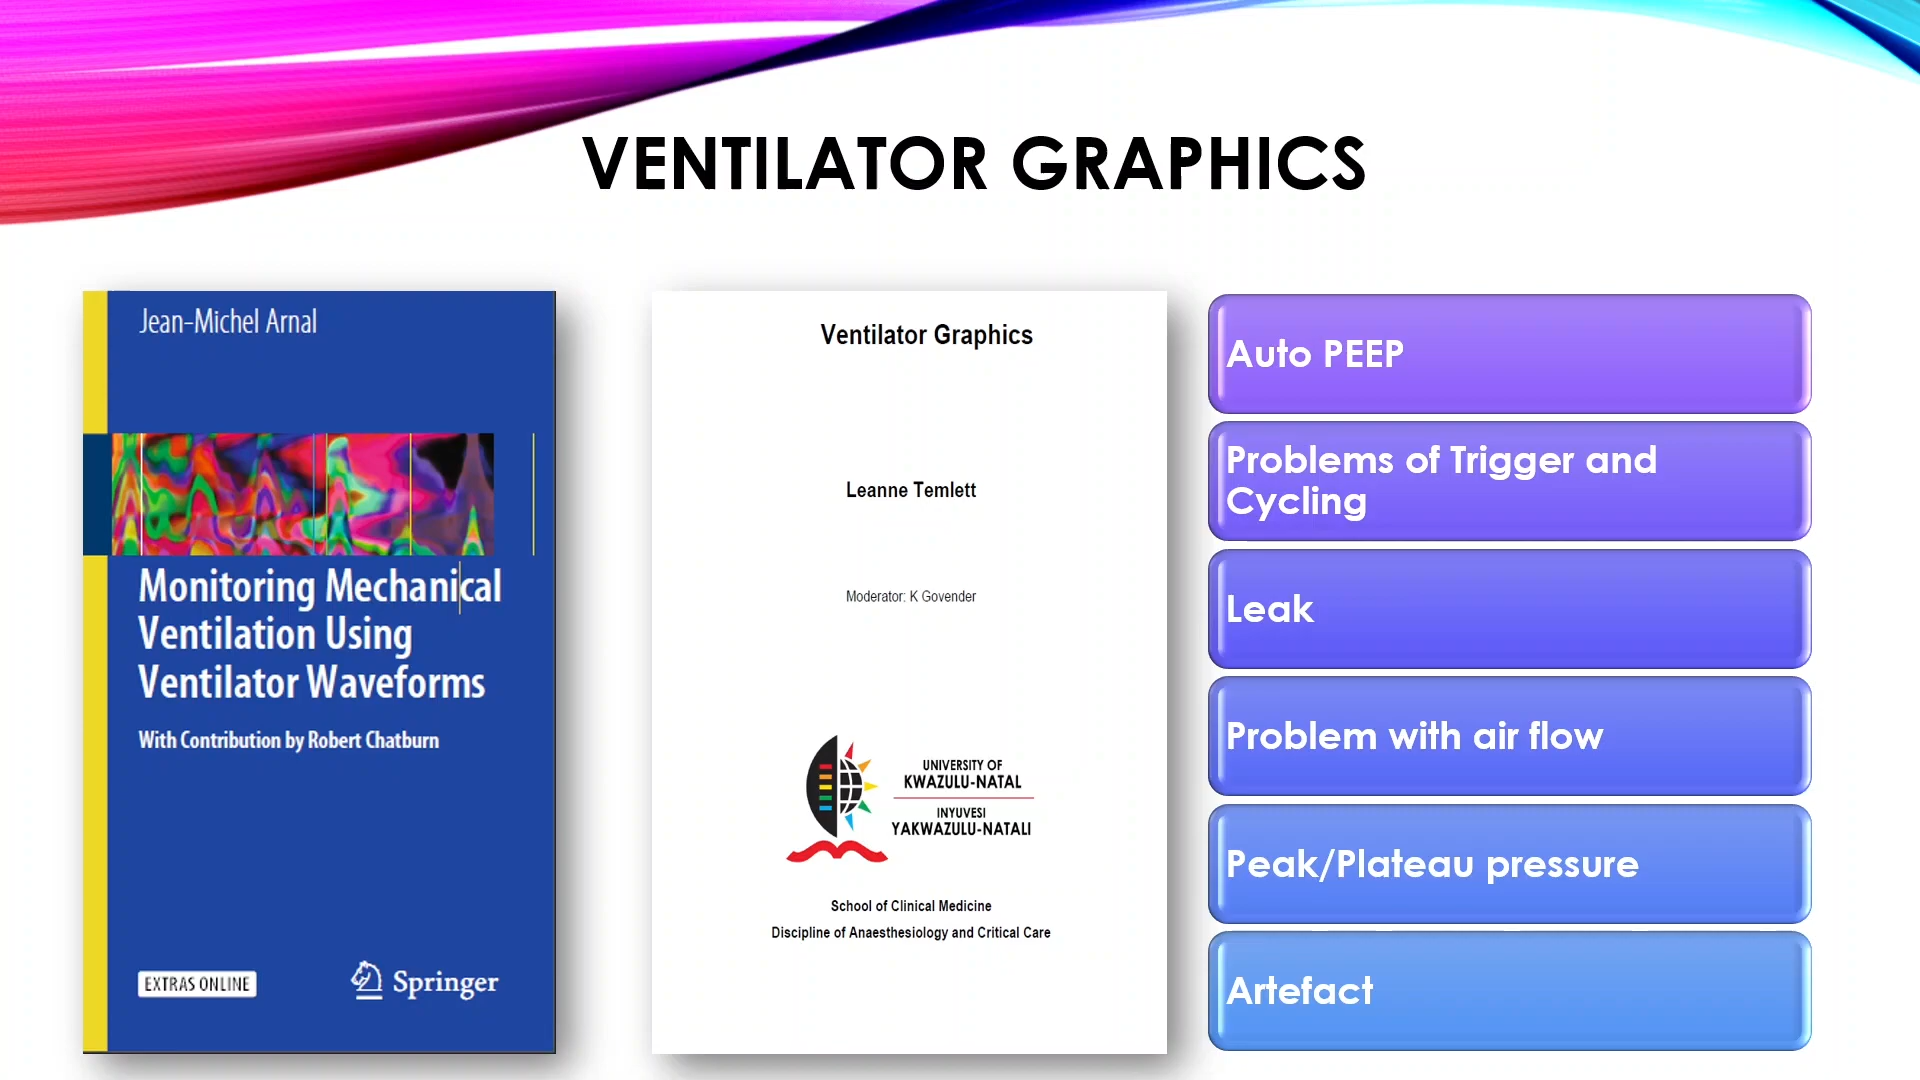 VENTILATOR GRAPHICS
Jean-Michel Arnal
Monitoring Mechanical
Ventilation Using
Ventilator Waveforms
With Contribution by Robert Chatburn
EXTRAS ONLINE
Springer
Ventilator Graphics
Leanne Temlett
Moderator: K Govender
UNIVERSITY OF
KWAZULU-NATAL
INYUVESI
YAKWAZULU-NATALI
School of Clinical Medicine
Discipline of Anaesthesiology and Critical Care
Auto PEEP
Problems of Trigger and
Cycling
Leak
Problem with air flow
Peak/Plateau pressure
Artefact